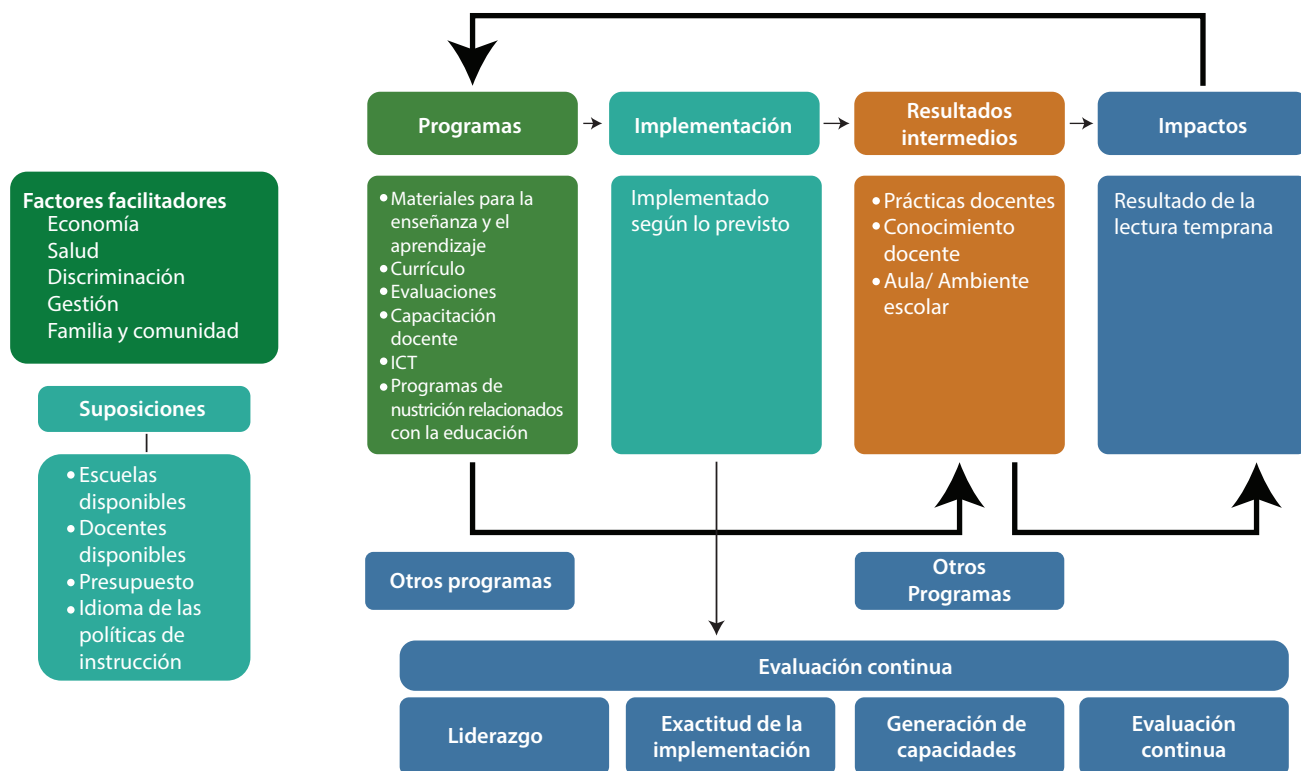 Factores facilitadores
Economía
Salud
Discriminación
Gestión
Familia y comunidad
Suposiciones
• Escuelas
disponibles
• Docentes
disponibles
• Presupuesto
• Idioma de las
políticas de
instrucción
Programas
• Materiales para la
enseñanza y el
aprendizaje
• Currículo
• Evaluaciones
• Capacitación
docente
• ICT
• Programas de
nustrición relacionados
con la educación
Implementación
Implementado
según lo previsto
Resultados
intermedios
• Prácticas docentes
• Conocimiento
docente
• Aula/ Ambiente
escolar
Impactos
Resultado de la
lectura temprana
Otros programas
Otros
Programas
Evaluación continua
Liderazgo
Exactitud de la
implementación
Generación de
capacidades
Evaluación
continua